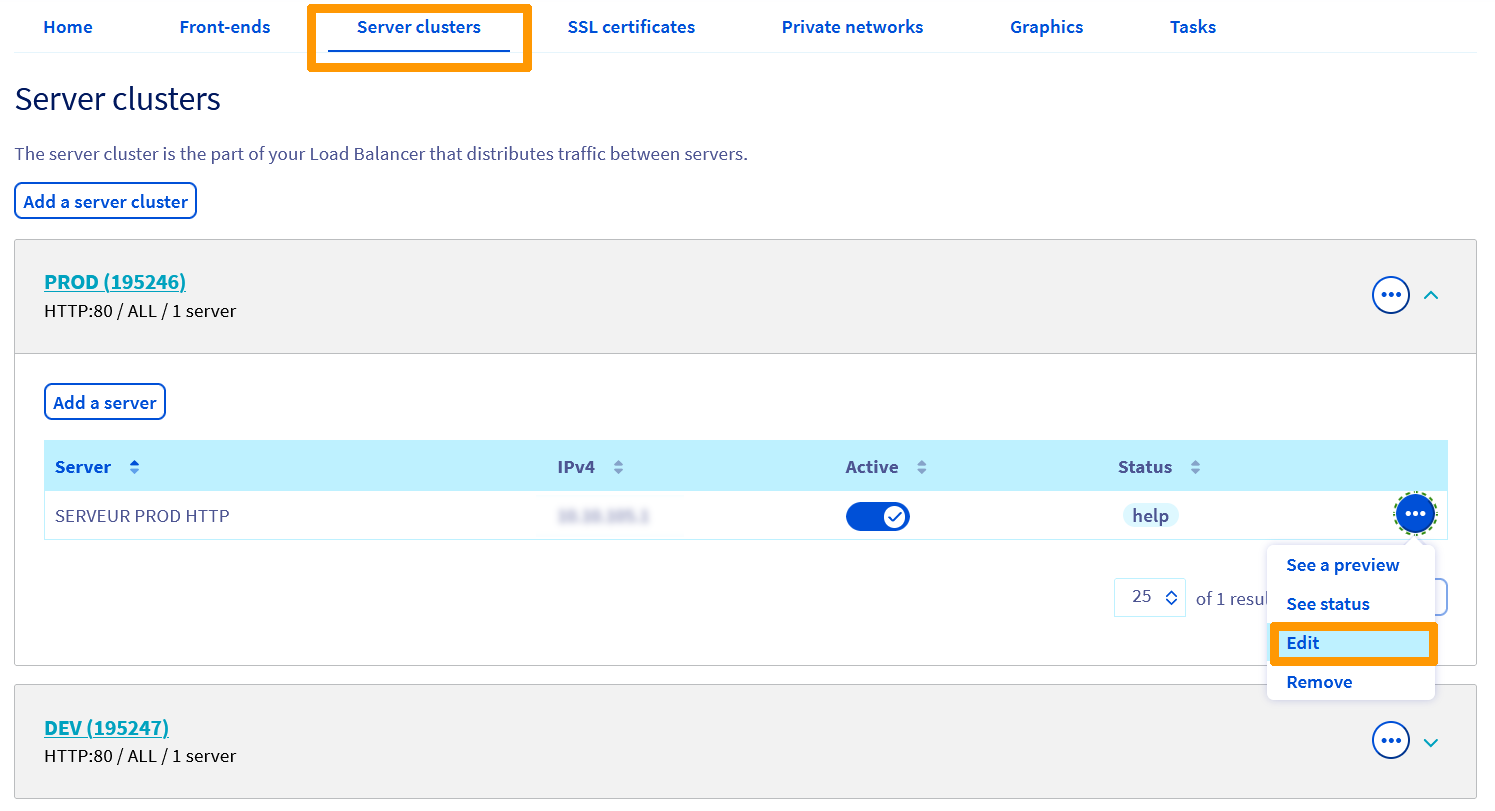 Home Front-ends Server clusters SSL certificates Private networks Graphics Tasks
Server clusters
The server cluster is the part of your Load Balancer that distributes traffic between servers.
Add a server cluster
PROD (195246)
HTTP:80 / ALL / 1 server
Add a server
Server IPv4 Active Status
SERVEUR PROD HTTP help
See a preview
25 of 1
See status
Edit
Remove
DEV (195247)
HTTP:80 / ALL / 1 server